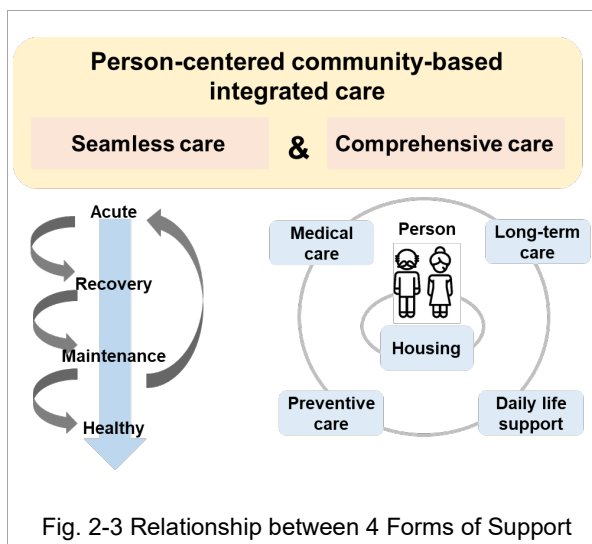 Person-centered community-based
integrated care
Seamless care
&
Comprehensive care
Acute
Recovery
Maintenance
Healthy
Person
Medical
care
Long-term
care
Housing
Preventive
care
Daily life
support
Fig. 2-3 Relationship between 4 Forms of Support